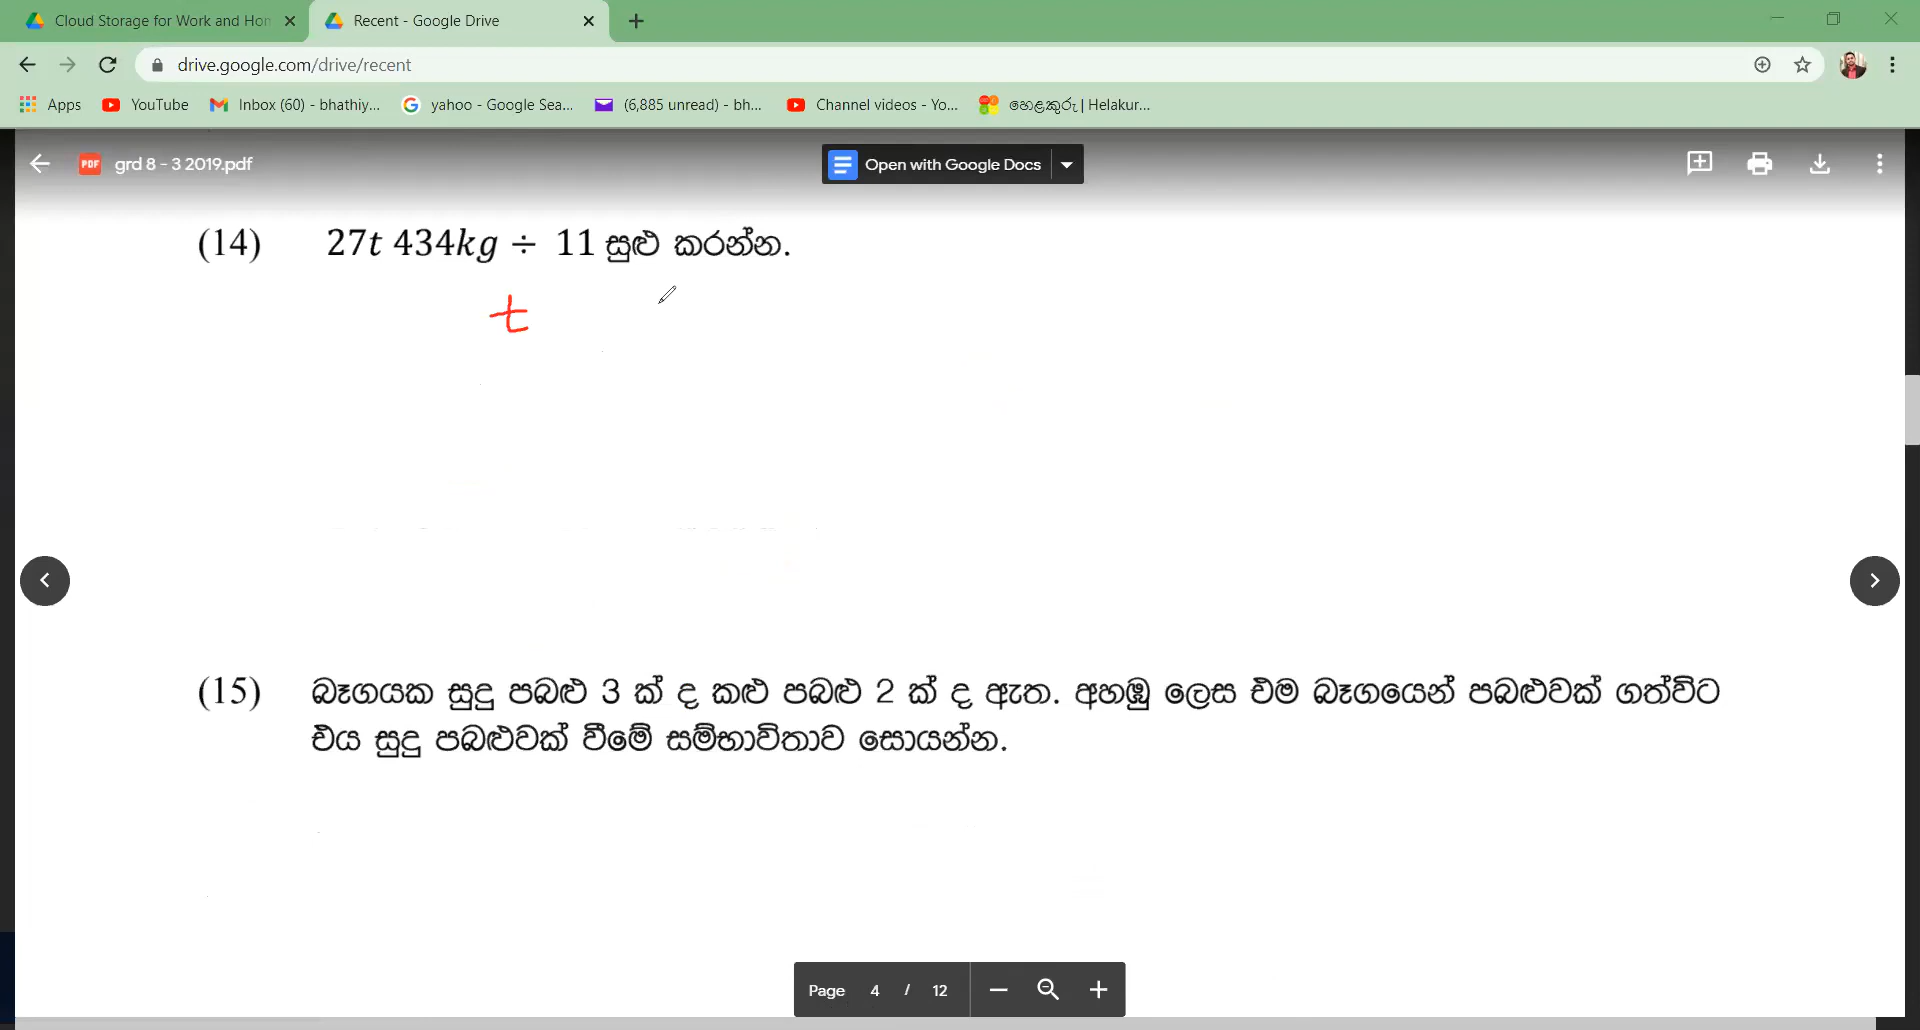 Cloud Storage for Work and Hon
Recent - Google Drive
drive.google.com/drive/recent
Apps YouTube Inbox (60) - bhathiy... yahoo - Google Sea... (6,885 unread) - bh... Channel videos - Yo... හෙළකුරු | Helakur...
PDF grd 8 - 3 2019.pdf Open with Google Docs
(14) 27t 434kg ÷ 11 සුළු කරන්න.
t
(15) බෑගයක සුදු පබළු 3 ක් ද කළු පබළු 2 ක් ද ඇත. අහඹු ලෙස එම බෑගයෙන් පබළුවක් ගත්විට
එය සුදු පබළුවක් වීමේ සම්භාවිතාව සොයන්න.
Page 4 / 12